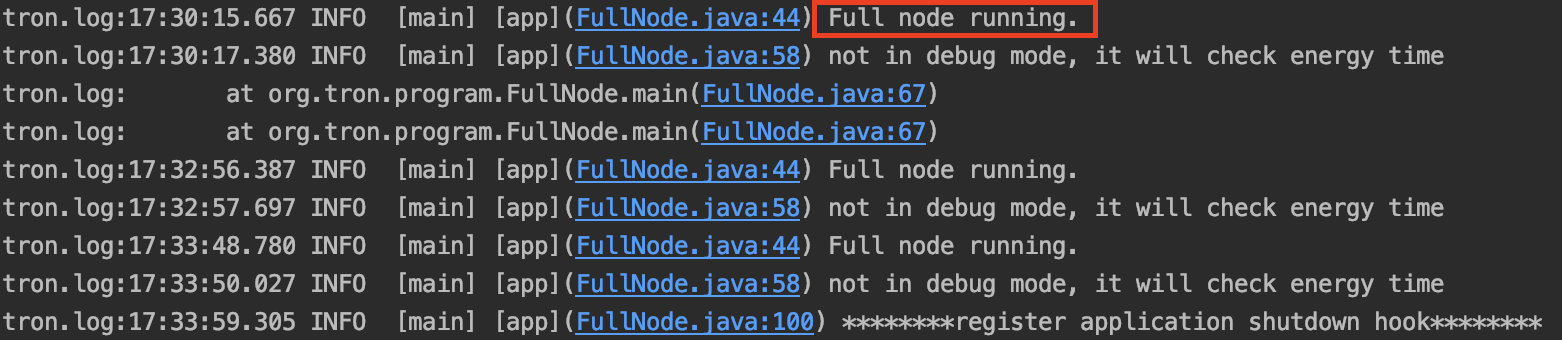 tron.log:17:30:15.667 INFO  [main] [app](FullNode.java:44) Full node running.
tron.log:17:30:17.380 INFO  [main] [app](FullNode.java:58) not in debug mode, it will check energy time
tron.log:       at org.tron.program.FullNode.main(FullNode.java:67)
tron.log:       at org.tron.program.FullNode.main(FullNode.java:67)
tron.log:17:32:56.387 INFO  [main] [app](FullNode.java:44) Full node running.
tron.log:17:32:57.697 INFO  [main] [app](FullNode.java:58) not in debug mode, it will check energy time
tron.log:17:33:48.780 INFO  [main] [app](FullNode.java:44) Full node running.
tron.log:17:33:50.027 INFO  [main] [app](FullNode.java:58) not in debug mode, it will check energy time
tron.log:17:33:59.305 INFO  [main] [app](FullNode.java:100) ********register application shutdown hook********